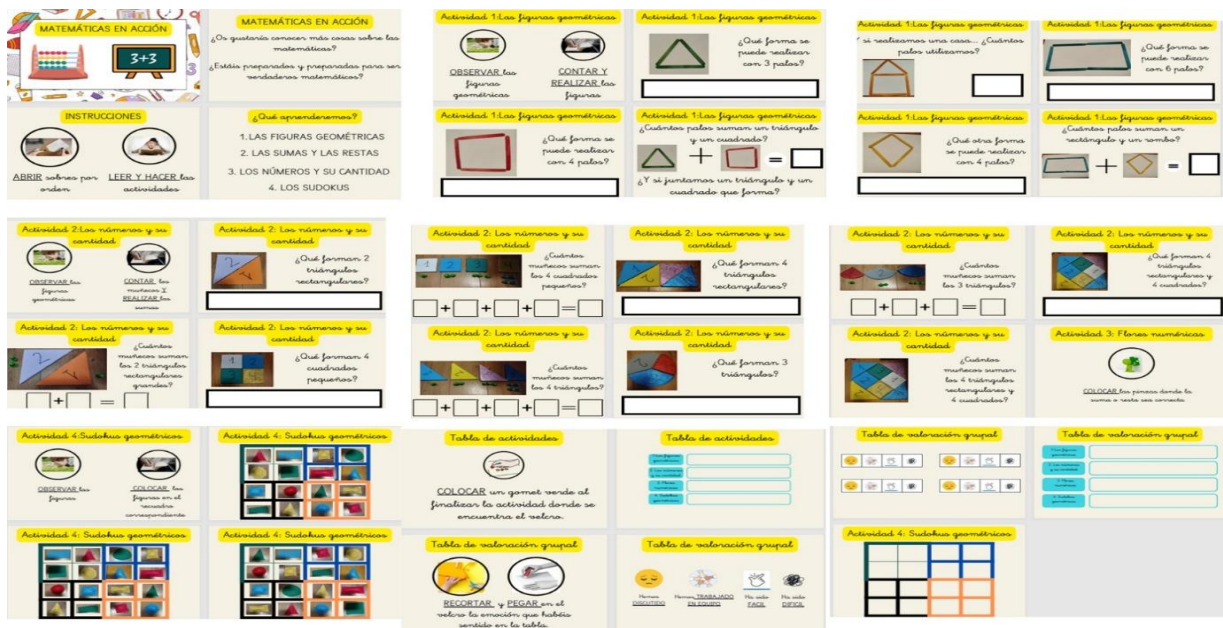 MATEMÁTICAS EN ACCIÓN
3+3
MATEMÁTICAS EN ACCIÓN
¿Os gustaría conocer más cosas sobre las
matemáticas?
¿Estáis preparados y preparadas para ser
verdaderos matemáticos?
INSTRUCCIONES
ABRIR sobres por
orden
LEER Y HACER las
actividades
¿Qué aprenderemos?
1. LAS FIGURAS GEOMÉTRICAS
2. LAS SUMAS Y LAS RESTAS
3. LOS NÚMEROS Y SU CANTIDAD
4. LOS SUDOKUS
Actividad 1:Las figuras geométricas
OBSERVAR las
figuras
geométricas
CONTAR Y
REALIZAR las
figuras
Actividad 1:Las figuras geométricas
¿Qué forma se
puede realizar
con 3 palos?
Actividad 1:Las figuras geométricas
¿Qué forma se
puede realizar
con 4 palos?
Actividad 1:Las figuras geométricas
¿Cuántos palos suman un triángulo
y un cuadrado?
+ =
¿Y si juntamos un triángulo y un
cuadrado que forma?
Actividad 1:Las figuras geométricas
si realizamos una casa... ¿Cuántos
palos utilizamos?
Actividad 1:Las figuras geométricas
¿Qué forma se
puede realizar
con 6 palos?
Actividad 1:Las figuras geométricas
¿Qué otra forma
se puede realizar
con 4 palos?
Actividad 1:Las figuras geométricas
¿Cuántos palos suman un
rectángulo y un rombo?
+ =
Actividad 2:Los números y su
cantidad
OBSERVAR las
figuras
geométricas
CONTAR los
muñecos Y
REALIZAR las
sumas
Actividad 2: Los números y su
cantidad
2 4
¿Qué forman 2
triángulos
rectangulares?
Actividad 2: Los números y su
cantidad
2 4
¿Cuántos
muñecos suman
los 2 triángulos
rectangulares
grandes?
+ =
Actividad 2: Los números y su
cantidad
¿Qué forman 4
cuadrados
pequeños?
Actividad 2: Los números y su
cantidad
¿Cuántos
muñecos suman
los 4 cuadrados
pequeños?
+ + + =
Actividad 2: Los números y su
cantidad
¿Qué forman 4
triángulos
rectangulares?
Actividad 2: Los números y su
cantidad
¿Cuántos
muñecos suman
los 4 triángulos?
+ + + =
Actividad 2: Los números y su
cantidad
¿Qué forman 3
triángulos?
Actividad 2: Los números y su
cantidad
¿Cuántos
muñecos suman
los 3 triángulos?
+ + =
Actividad 2: Los números y su
cantidad
¿Qué forman 4
triángulos
rectangulares y
4 cuadrados?
Actividad 2: Los números y su
cantidad
¿Cuántos
muñecos suman
los 4 triángulos
rectangulares y
4 cuadrados?
Actividad 3: Flores numéricas
COLOCAR las pinzas donde la
suma o resta sea correcta
Actividad 4:Sudokus geométricos
OBSERVAR las
figuras
COLOCAR las
figuras en el
recuadro
correspondiente
Actividad 4: Sudokus geométricos
Actividad 4: Sudokus geométricos
Actividad 4: Sudokus geométricos
Tabla de actividades
COLOCAR un gomet verde al
finalizar la actividad donde se
encuentra el velcro.
Tabla de actividades
Tabla de valoración grupal
RECORTAR y PEGAR en el
velcro la emoción que habéis
sentido en la tabla.
Tabla de valoración grupal
Hemos
DISCUTIDO
Hemos TRABAJADO
EN EQUIPO
Ha sido
FÁCIL
Ha sido
DIFÍCIL
Tabla de valoración grupal
Tabla de valoración grupal
Actividad 4: Sudokus geométricos